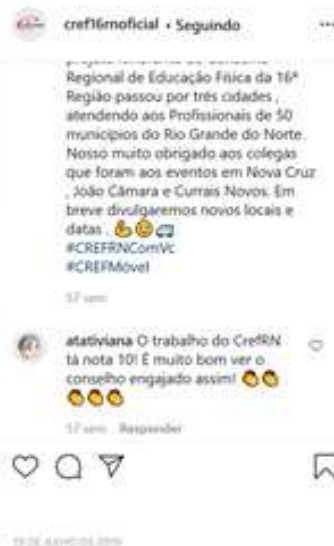 cref16rnoficial • Seguindo
Regional de Educação Física da 16ª
Região passou por três cidades ,
atendendo aos Profissionais de 50
municípios do Rio Grande do Norte.
Nosso muito obrigado aos colegas
que foram aos eventos em Nova Cruz
, João Câmara e Currais Novos. Em
breve divulgaremos novos locais e
datas .
#CREFRNComVc
#CREFMóvel
57 sem
atativiana O trabalho do CrefRN
tá nota 10! É muito bom ver o
conselho engajado assim!
57 sem Responder